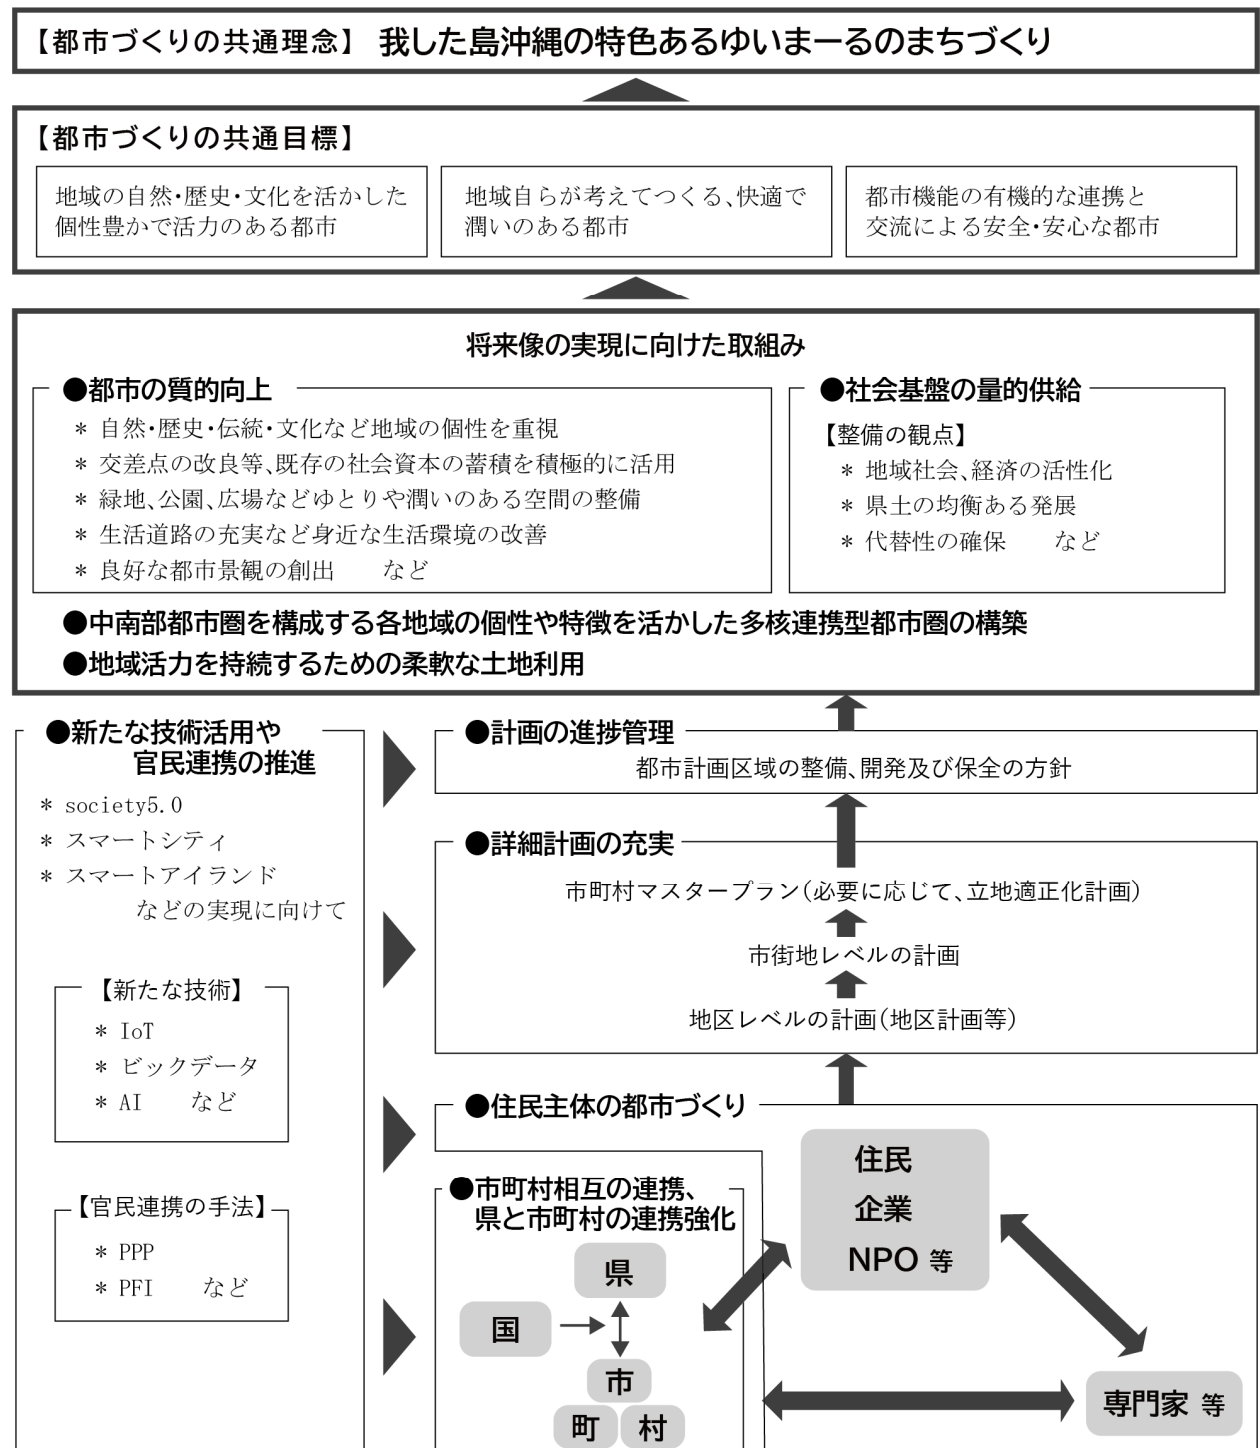 【都市づくりの共通理念】 我した島沖縄の特色あるゆいまーるのまちづくり
【都市づくりの共通目標】
地域の自然・歴史・文化を活かした
個性豊かで活力のある都市
地域自らが考えてつくる、快適で
潤いのある都市
都市機能の有機的な連携と
交流による安全・安心な都市
将来像の実現に向けた取組み
●都市の質的向上
* 自然・歴史・伝統・文化など地域の個性を重視
* 交差点の改良等、既存の社会資本の蓄積を積極的に活用
* 緑地、公園、広場などゆとりや潤いのある空間の整備
* 生活道路の充実など身近な生活環境の改善
* 良好な都市景観の創出 など
●社会基盤の量的供給
【整備の観点】
* 地域社会、経済の活性化
* 県土の均衡ある発展
* 代替性の確保 など
●中南部都市圏を構成する各地域の個性や特徴を活かした多核連携型都市圏の構築
●地域活力を持続するための柔軟な土地利用
●新たな技術活用や
官民連携の推進
* society5.0
* スマートシティ
* スマートアイランド
などの実現に向けて
【新たな技術】
* IoT
* ビックデータ
* AI など
【官民連携の手法】
* PPP
* PFI など
●計画の進捗管理
都市計画区域の整備、開発及び保全の方針
●詳細計画の充実
市町村マスタープラン(必要に応じて、立地適正化計画)
市街地レベルの計画
地区レベルの計画(地区計画等)
●住民主体の都市づくり
住民
企業
NPO 等
●市町村相互の連携、
県と市町村の連携強化
県
国
市
町 村
専門家 等